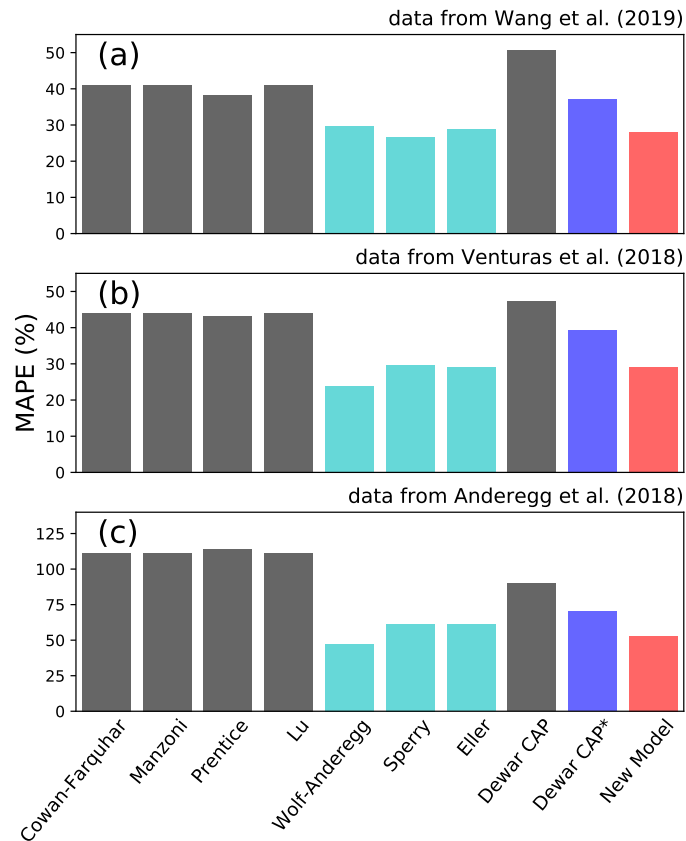 data from Wang et al. (2019)
(a)
50
40
30
20
10
0
data from Venturas et al. (2018)
(b)
50
40
30
20
10
0
MAPE (%)
data from Anderegg et al. (2018)
(c)
125
100
75
50
25
0
Cowan-Farquhar
Manzoni
Prentice
Lu
Wolf-Anderegg
Sperry
Eller
Dewar CAP
Dewar CAP*
New Model